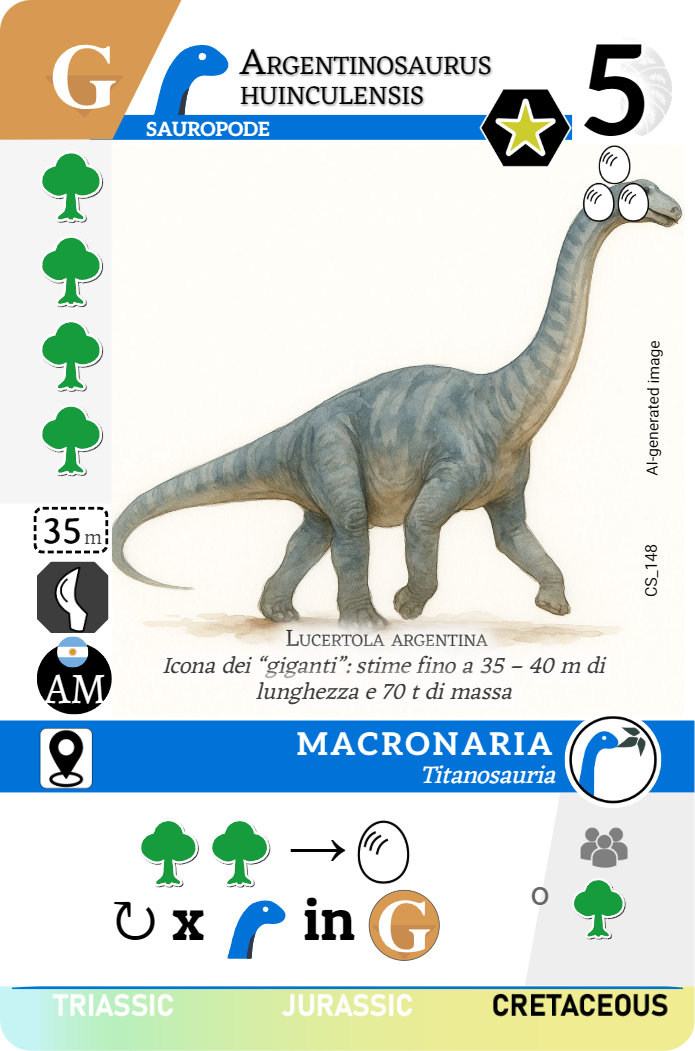 G
ARGENTINOSAURUS
HUINCULENSIS
5
SAUROPODE
35 m
AM
AI-generated image
CS_148
LUCERTOLA ARGENTINA
Icona dei “giganti”: stime fino a 35 – 40 m di
lunghezza e 70 t di massa
MACRONARIA
Titanosauria
→
↻ x in G
O
TRIASSIC JURASSIC CRETACEOUS